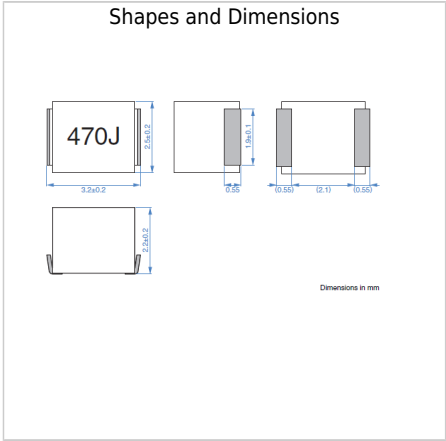 Shapes and Dimensions
470J
2.5±0.2
1.9±0.1
3.2±0.2
0.55
(0.55)
(2.1)
(0.55)
2.2±0.2
Dimensions in mm